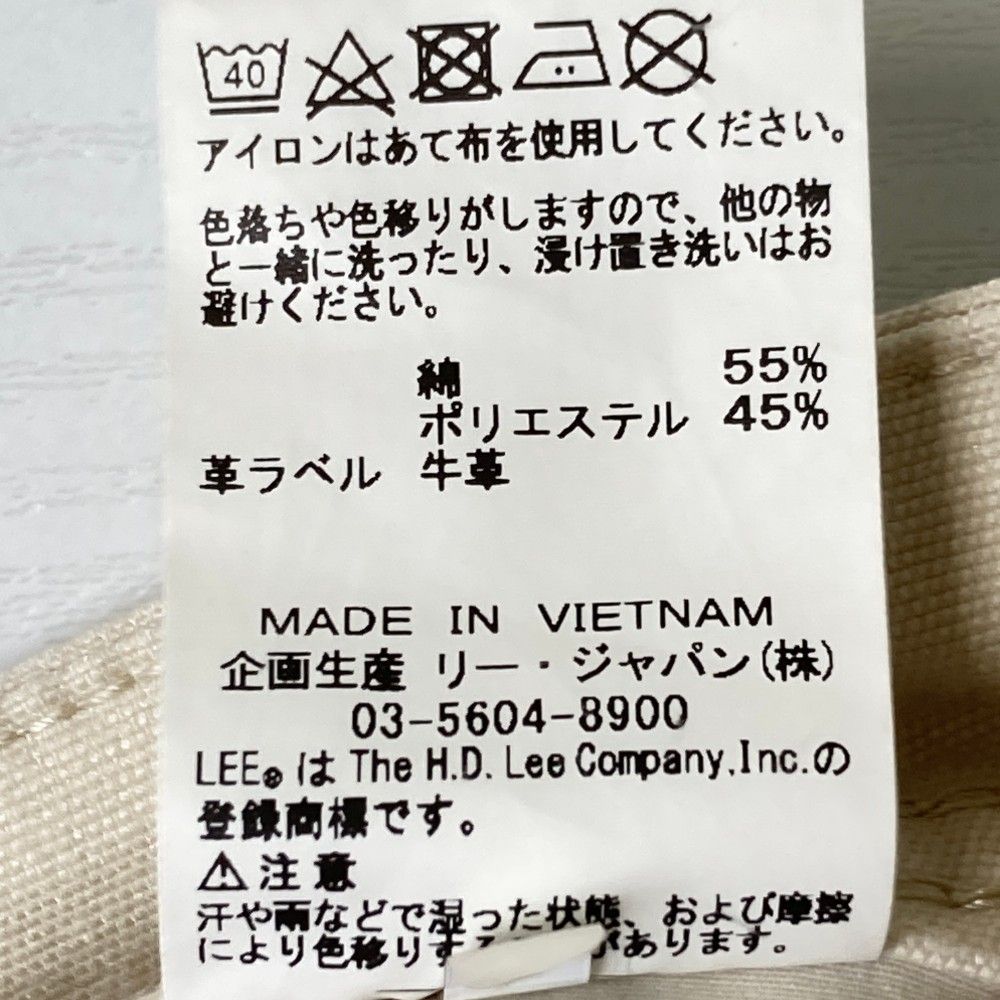 40
アイロンはあて布を使用してください。
色落ちや色移りがしますので、他の物
と一緒に洗ったり、浸け置き洗いはお
避けください。
綿 55%
ポリエステル 45%
革ラベル 牛革
MADE IN VIETNAM
企画生産 リー・ジャパン(株)
03-5604-8900
LEE®は The H.D. Lee Company,Inc.の
登録商標です。
⚠注意
汗や雨などで湿った状態、および摩擦
により色移りす があります。